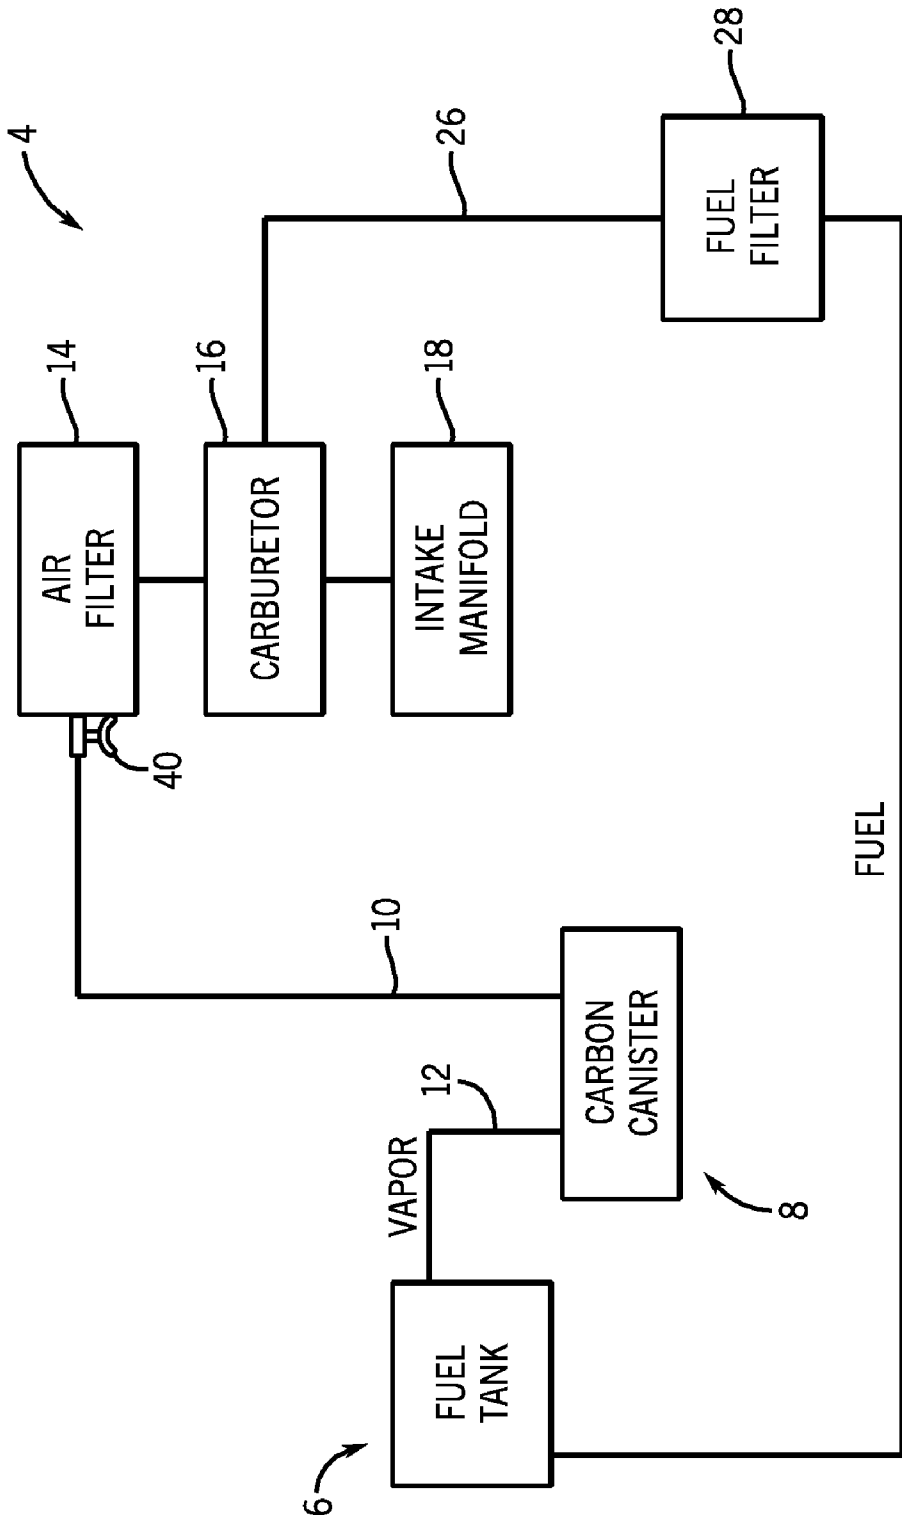 4
14
AIR
FILTER
16
CARBURETOR
18
INTAKE
MANIFOLD
26
28
FUEL
FILTER
40
10
12
VAPOR
CARBON
CANISTER
8
6
FUEL
TANK
FUEL